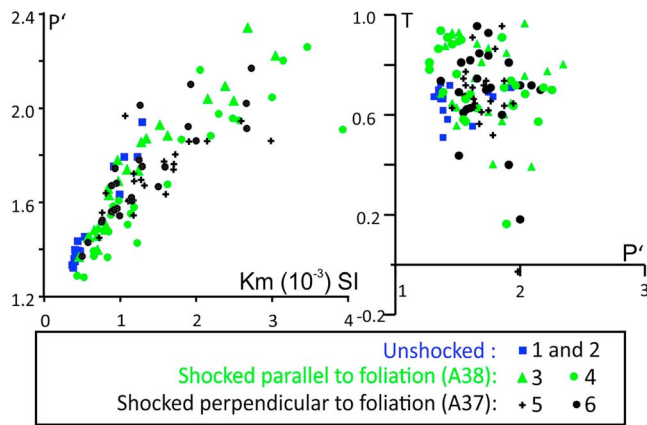 2.4 P' 1.0 T
2.0 0.6
1.6 0.2
Km (10⁻³) SI P'
1.2 -0.2
0 1 2 3 4 1 2 3
Unshocked : 1 and 2
Shocked parallel to foliation (A38) : 3 4
Shocked perpendicular to foliation (A37) : 5 6